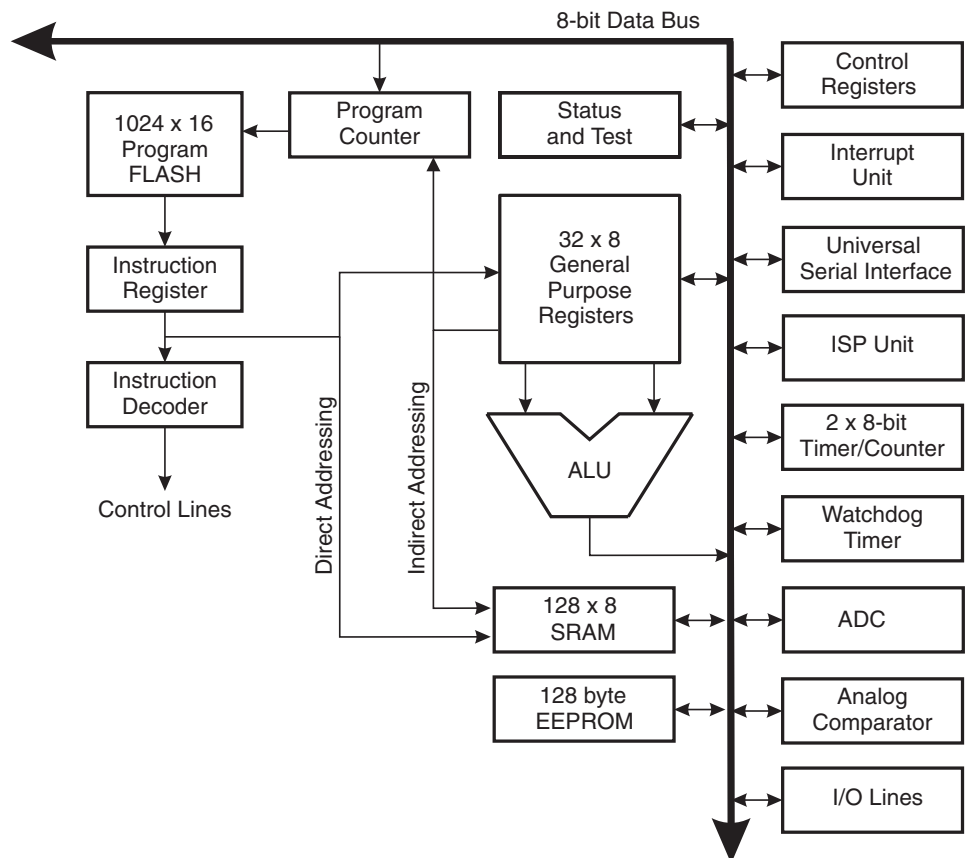 8-bit Data Bus
1024 x 16
Program
FLASH
Program
Counter
Status
and Test
Control
Registers
Interrupt
Unit
32 x 8
General
Purpose
Registers
Universal
Serial Interface
Instruction
Register
ISP Unit
Instruction
Decoder
Direct Addressing
Indirect Addressing
ALU
2 x 8-bit
Timer/Counter
Control Lines
Watchdog
Timer
128 x 8
SRAM
ADC
128 byte
EEPROM
Analog
Comparator
I/O Lines